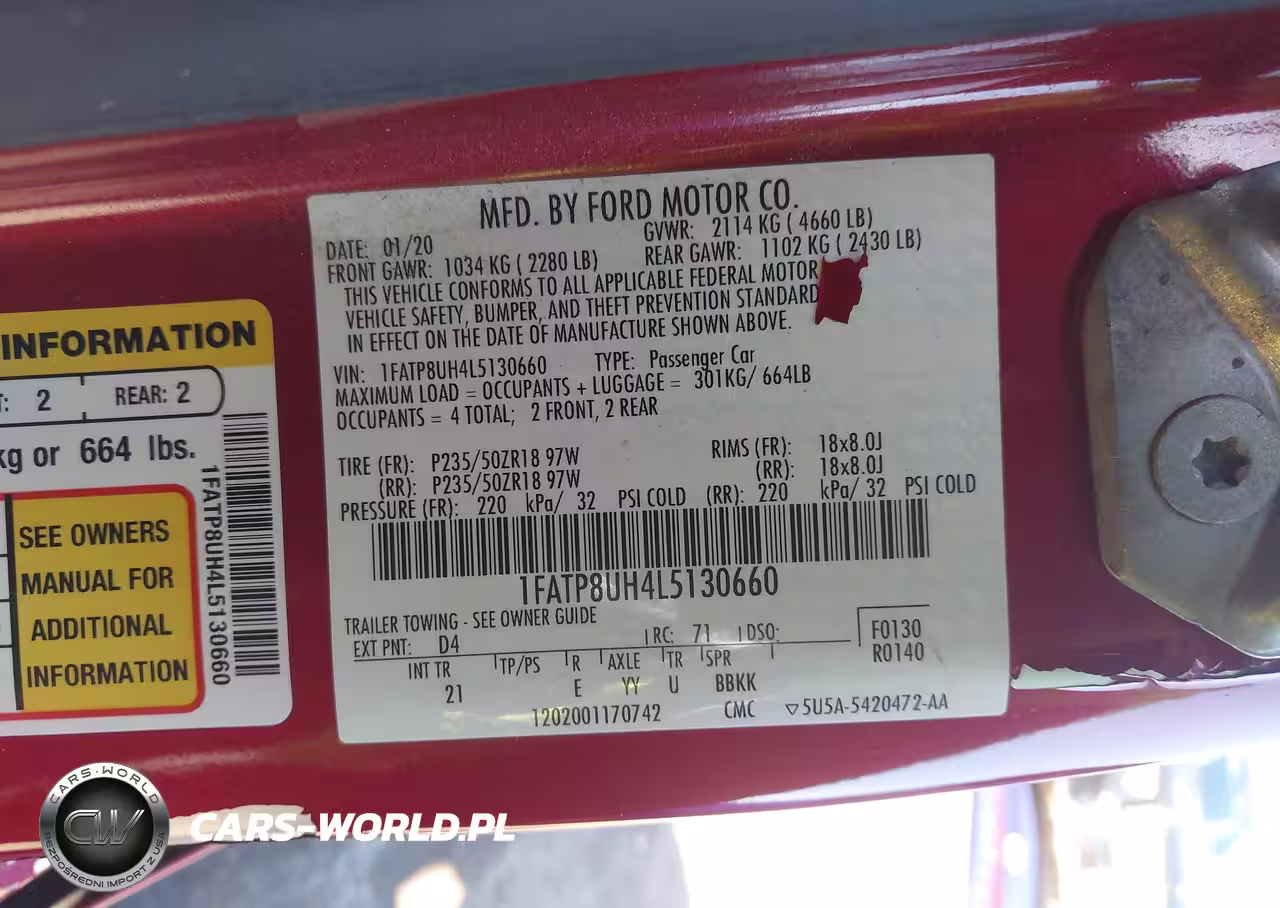 MFD. BY FORD MOTOR CO.
DATE: 01/20
GVWR: 2114 KG ( 4660 LB)
FRONT GAWR: 1034 KG ( 2280 LB)
REAR GAWR: 1102 KG ( 2430 LB)
THIS VEHICLE CONFORMS TO ALL APPLICABLE FEDERAL MOTOR
VEHICLE SAFETY, BUMPER, AND THEFT PREVENTION STANDARD
IN EFFECT ON THE DATE OF MANUFACTURE SHOWN ABOVE.
VIN: 1FATP8UH4L5130660 TYPE: Passenger Car
MAXIMUM LOAD = OCCUPANTS + LUGGAGE = 301KG/ 664LB
OCCUPANTS = 4 TOTAL; 2 FRONT, 2 REAR
TIRE (FR): P235/50ZR18 97W RIMS (FR): 18x8.0J
(RR): P235/50ZR18 97W (RR): 18x8.0J
PRESSURE (FR): 220 kPa/ 32 PSI COLD (RR): 220 kPa/ 32 PSI COLD
1FATP8UH4L5130660
TRAILER TOWING - SEE OWNER GUIDE
EXT PNT: D4 RC: 71 DSO:
F0130
R0140
INT TR TP/PS R AXLE TR SPR
21 E YY U BBKK
1202001170742 CMC ▽5U5A-5420472-AA
INFORMATION
: 2 REAR: 2
kg or 664 lbs.
SEE OWNERS
MANUAL FOR
ADDITIONAL
INFORMATION
1FATP8UH4L5130660
CARS-WORLD
CW
BEZPOŚREDNI IMPORT Z USA
CARS-WORLD.PL